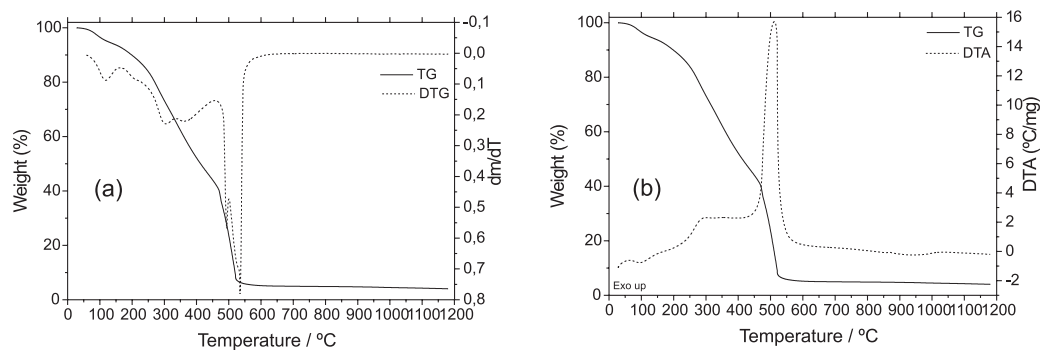 -0,1
100
0,0
80
TG
DTG
0,1
0,2
60
0,3
Weight (%)
dm/dT
40
(a)
0,4
0,5
20
0,6
0,7
0
0,8
0 100 200 300 400 500 600 700 800 900 1000 1100 1200
Temperature / ºC
16
100
TG
DTA
14
12
80
10
60
8
Weight (%)
DTA (ºC/mg)
6
40
(b)
4
2
20
0
Exo up
-2
0
0 100 200 300 400 500 600 700 800 900 1000 1100 1200
Temperature / ºC